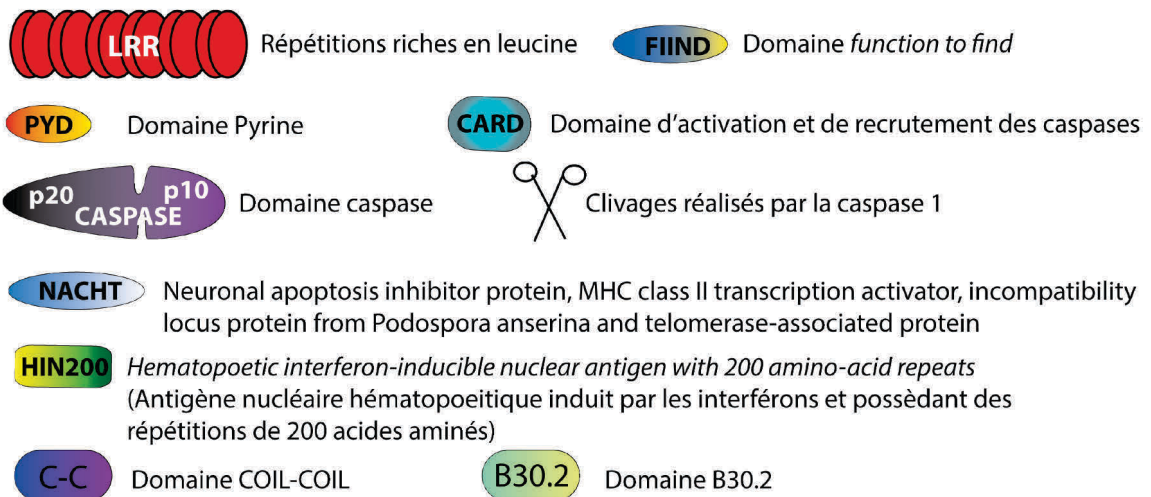 LRR Répétitions riches en leucine FIIND Domaine function to find
PYD Domaine Pyrine CARD Domaine d'activation et de recrutement des caspases
p20 p10 CASPASE Domaine caspase Clivages réalisés par la caspase 1
NACHT Neuronal apoptosis inhibitor protein, MHC class II transcription activator, incompatibility
locus protein from Podospora anserina and telomerase-associated protein
HIN200 Hematopoetic interferon-inducible nuclear antigen with 200 amino-acid repeats
(Antigène nucléaire hématopoeitique induit par les interférons et possèdant des
répétitions de 200 acides aminés)
C-C Domaine COIL-COIL B30.2 Domaine B30.2